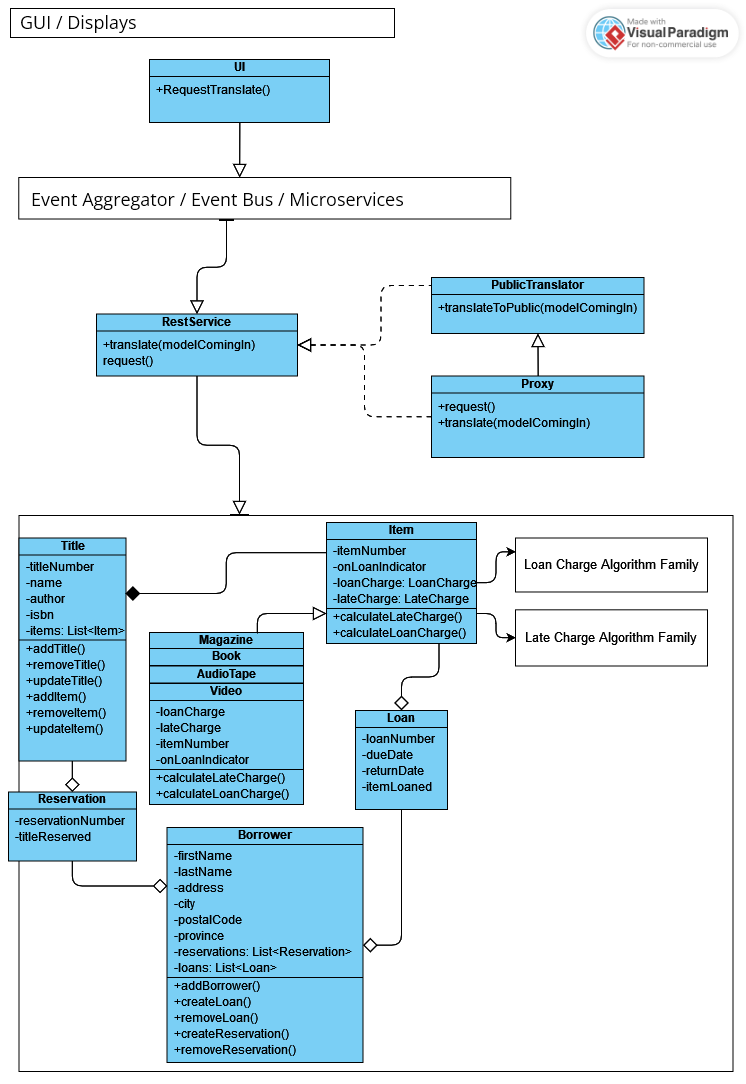 GUI / Displays
Made with
VisualParadigm
For non-commercial use
UI
+RequestTranslate()
Event Aggregator / Event Bus / Microservices
RestService
+translate(modelComingIn)
request()
PublicTranslator
+translateToPublic(modelComingIn)
Proxy
+request()
+translate(modelComingIn)
Title
-titleNumber
-name
-author
-isbn
-items: List<Item>
+addTitle()
+removeTitle()
+updateTitle()
+addItem()
+removeItem()
+updateItem()
Item
-itemNumber
-onLoanIndicator
-loanCharge: LoanCharge
-lateCharge: LateCharge
+calculateLateCharge()
+calculateLoanCharge()
Loan Charge Algorithm Family
Late Charge Algorithm Family
Magazine
Book
AudioTape
Video
-loanCharge
-lateCharge
-itemNumber
-onLoanIndicator
+calculateLateCharge()
+calculateLoanCharge()
Loan
-loanNumber
-dueDate
-returnDate
-itemLoaned
Reservation
-reservationNumber
-titleReserved
Borrower
-firstName
-lastName
-address
-city
-postalCode
-province
-reservations: List<Reservation>
-loans: List<Loan>
+addBorrower()
+createLoan()
+removeLoan()
+createReservation()
+removeReservation()